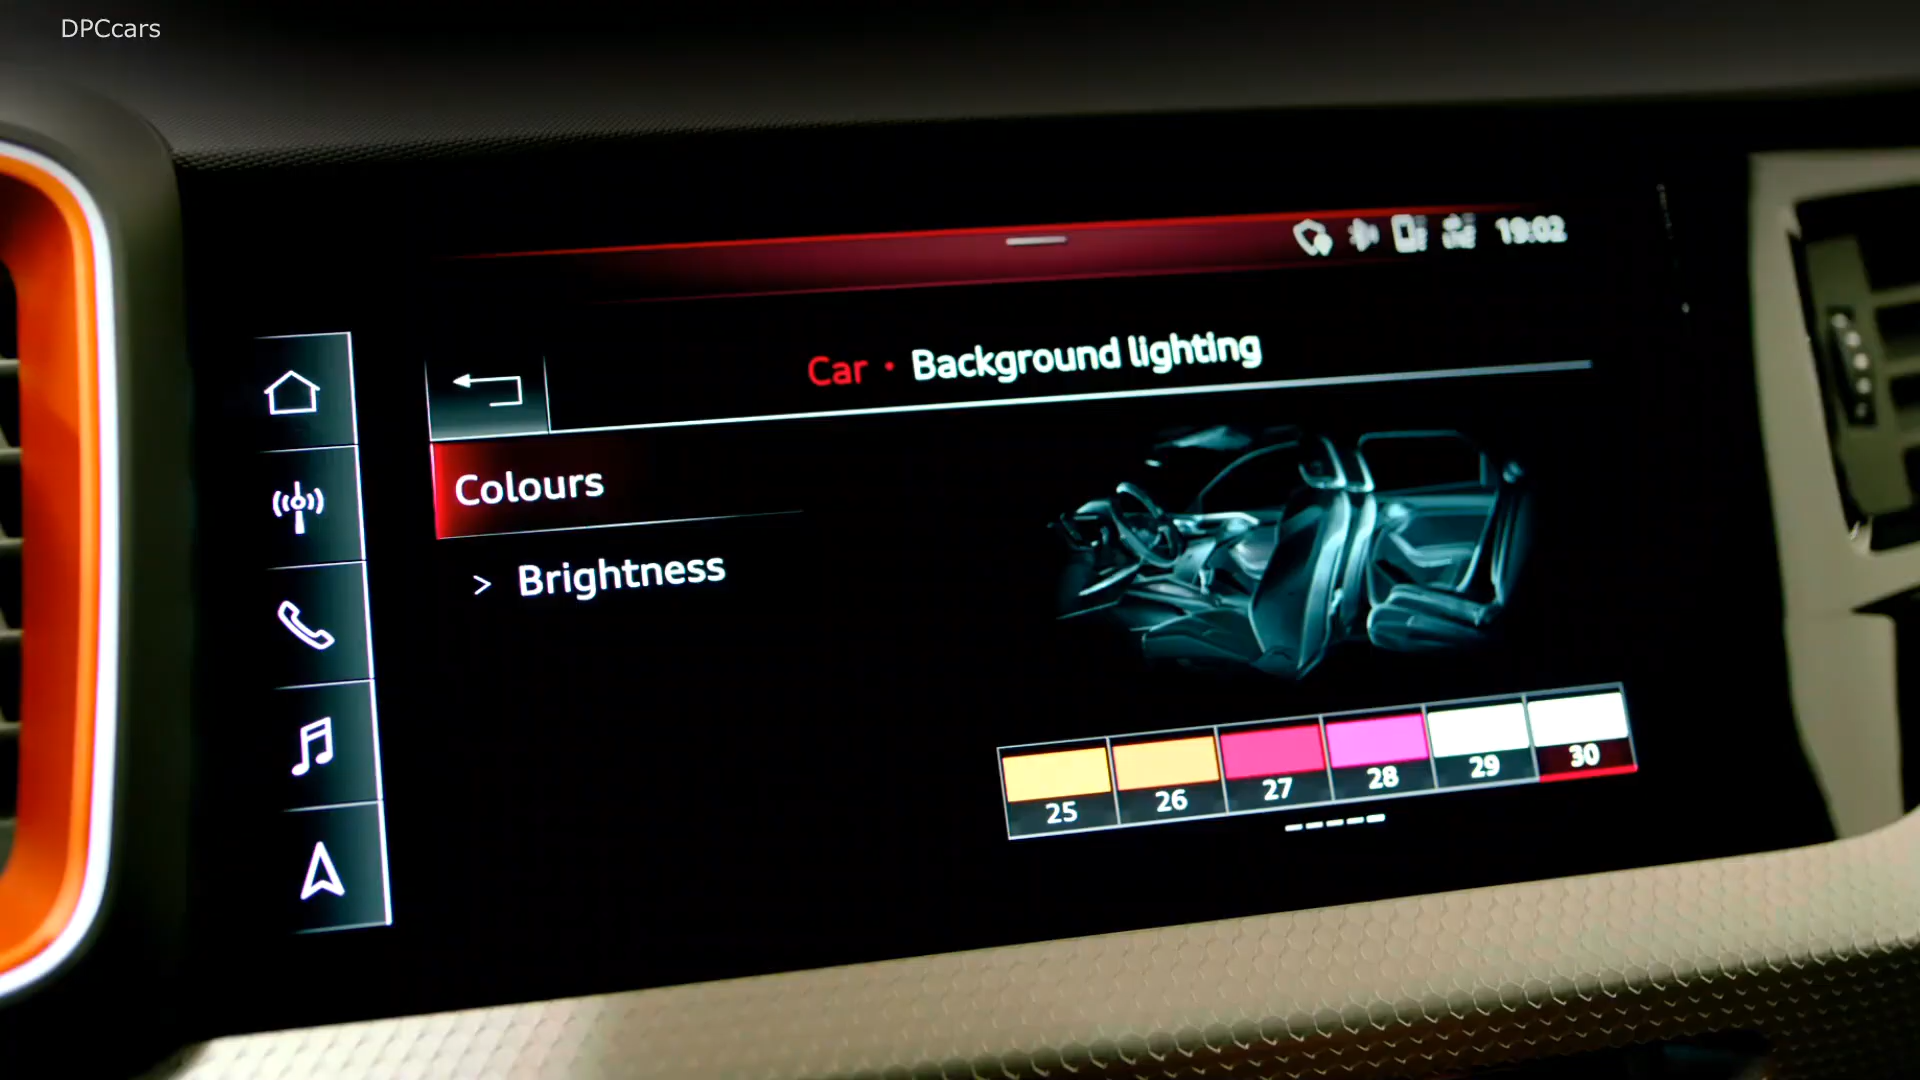 DPCcars
19:02
Car · Background lighting
Colours
> Brightness
25 26 27 28 29 30